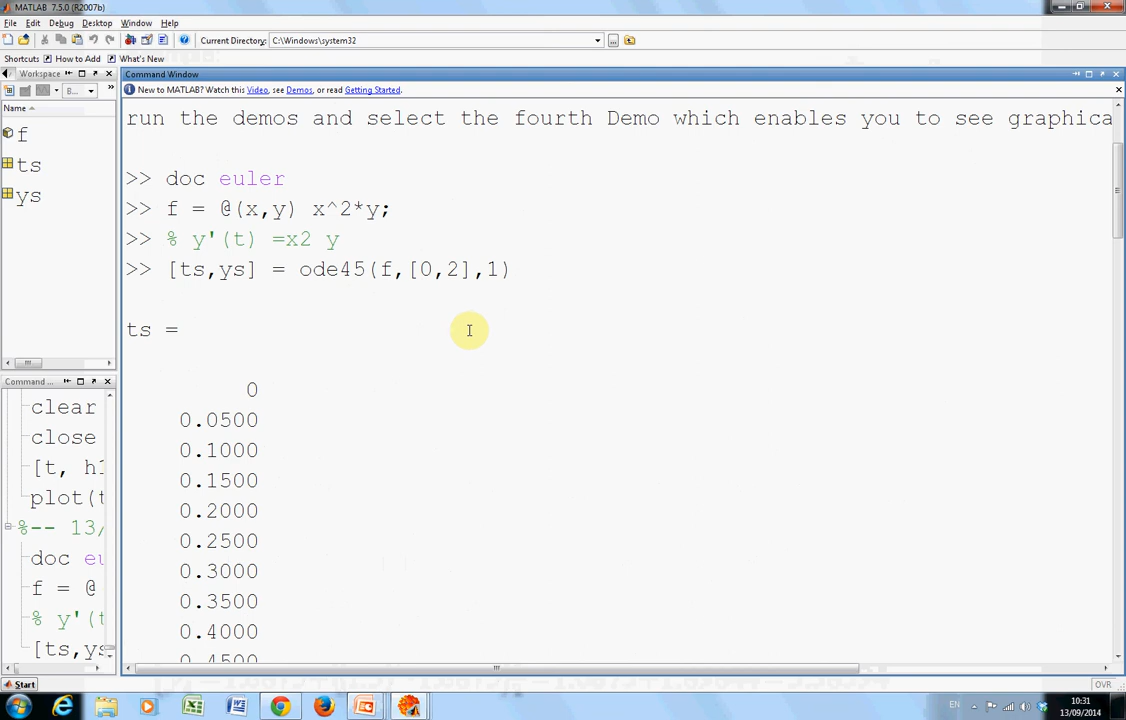 MATLAB 7.5.0 (R2007b)
File Edit Debug Desktop Window Help
Current Directory: C:\Windows\system32
Shortcuts How to Add What's New
Workspace
B...
Name
f
ts
ys
Command ...
clear
close
[t, h1
plot(t
%-- 13/
doc eu
f = @
% y'(t
[ts,ys
Command Window
New to MATLAB? Watch this Video, see Demos, or read Getting Started.
run the demos and select the fourth Demo which enables you to see graphica
>> doc euler
>> f = @(x,y) x^2*y;
>> % y'(t) =x2 y
>> [ts,ys] = ode45(f,[0,2],1)
ts =
0
0.0500
0.1000
0.1500
0.2000
0.2500
0.3000
0.3500
0.4000
0.4500
Start
OVR
EN
10:31
13/09/2014